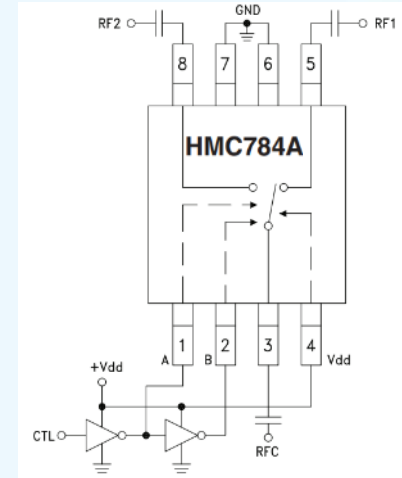 GND
RF2 RF1
8 7 6 5
HMC784A
1 2 3 4
A B Vdd
+Vdd
CTL
RFC